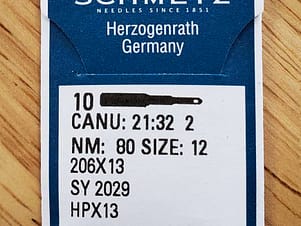 SCHMETZ
NEEDLES SINCE 1851
Herzogenrath
Germany
10
CANU: 21:32 2
NM: 80 SIZE: 12
206X13
SY 2029
HPX13